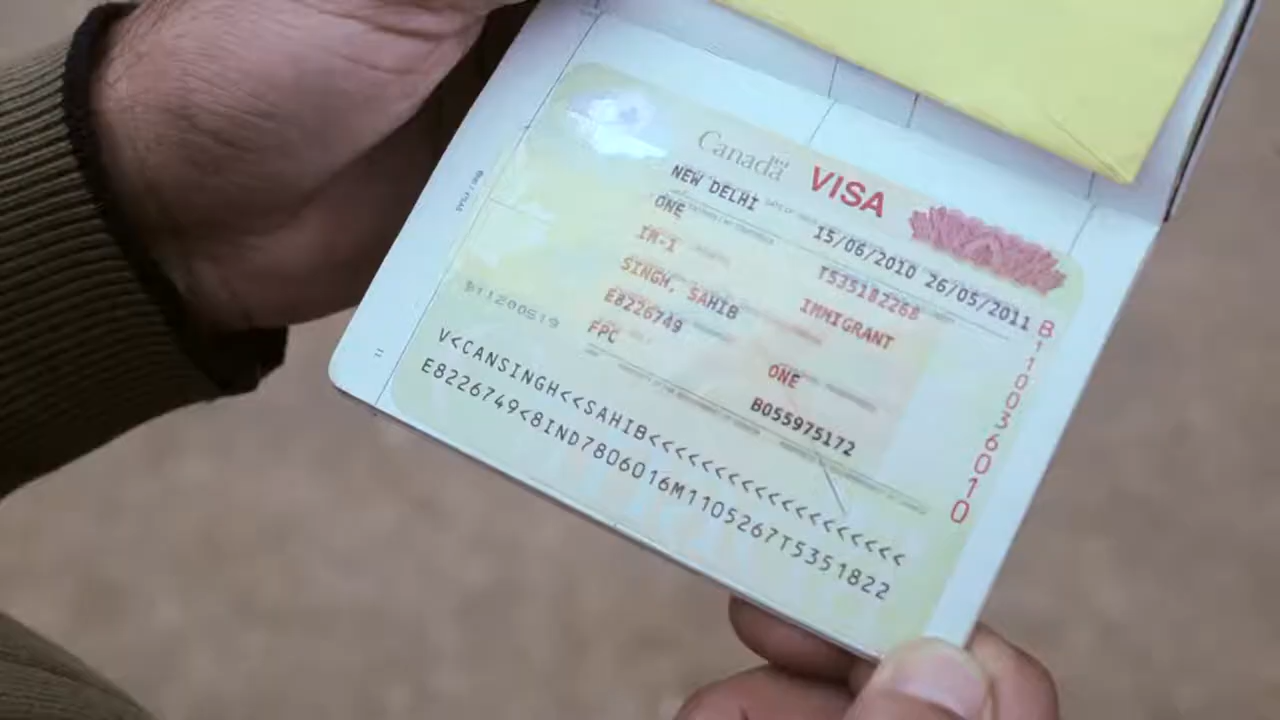 Canada VISA
NEW DELHI 15/06/2010 26/05/2011
ONE T535182268
IM-1 IMMIGRANT
SINGH, SAHIB
E8226749 ONE
FPC B055975172
V<CANSINGH<<SAHIB<<<<<<<<<<<<<<<<<<<<
E8226749<8IND7806016M1105267T5351822
B110036010